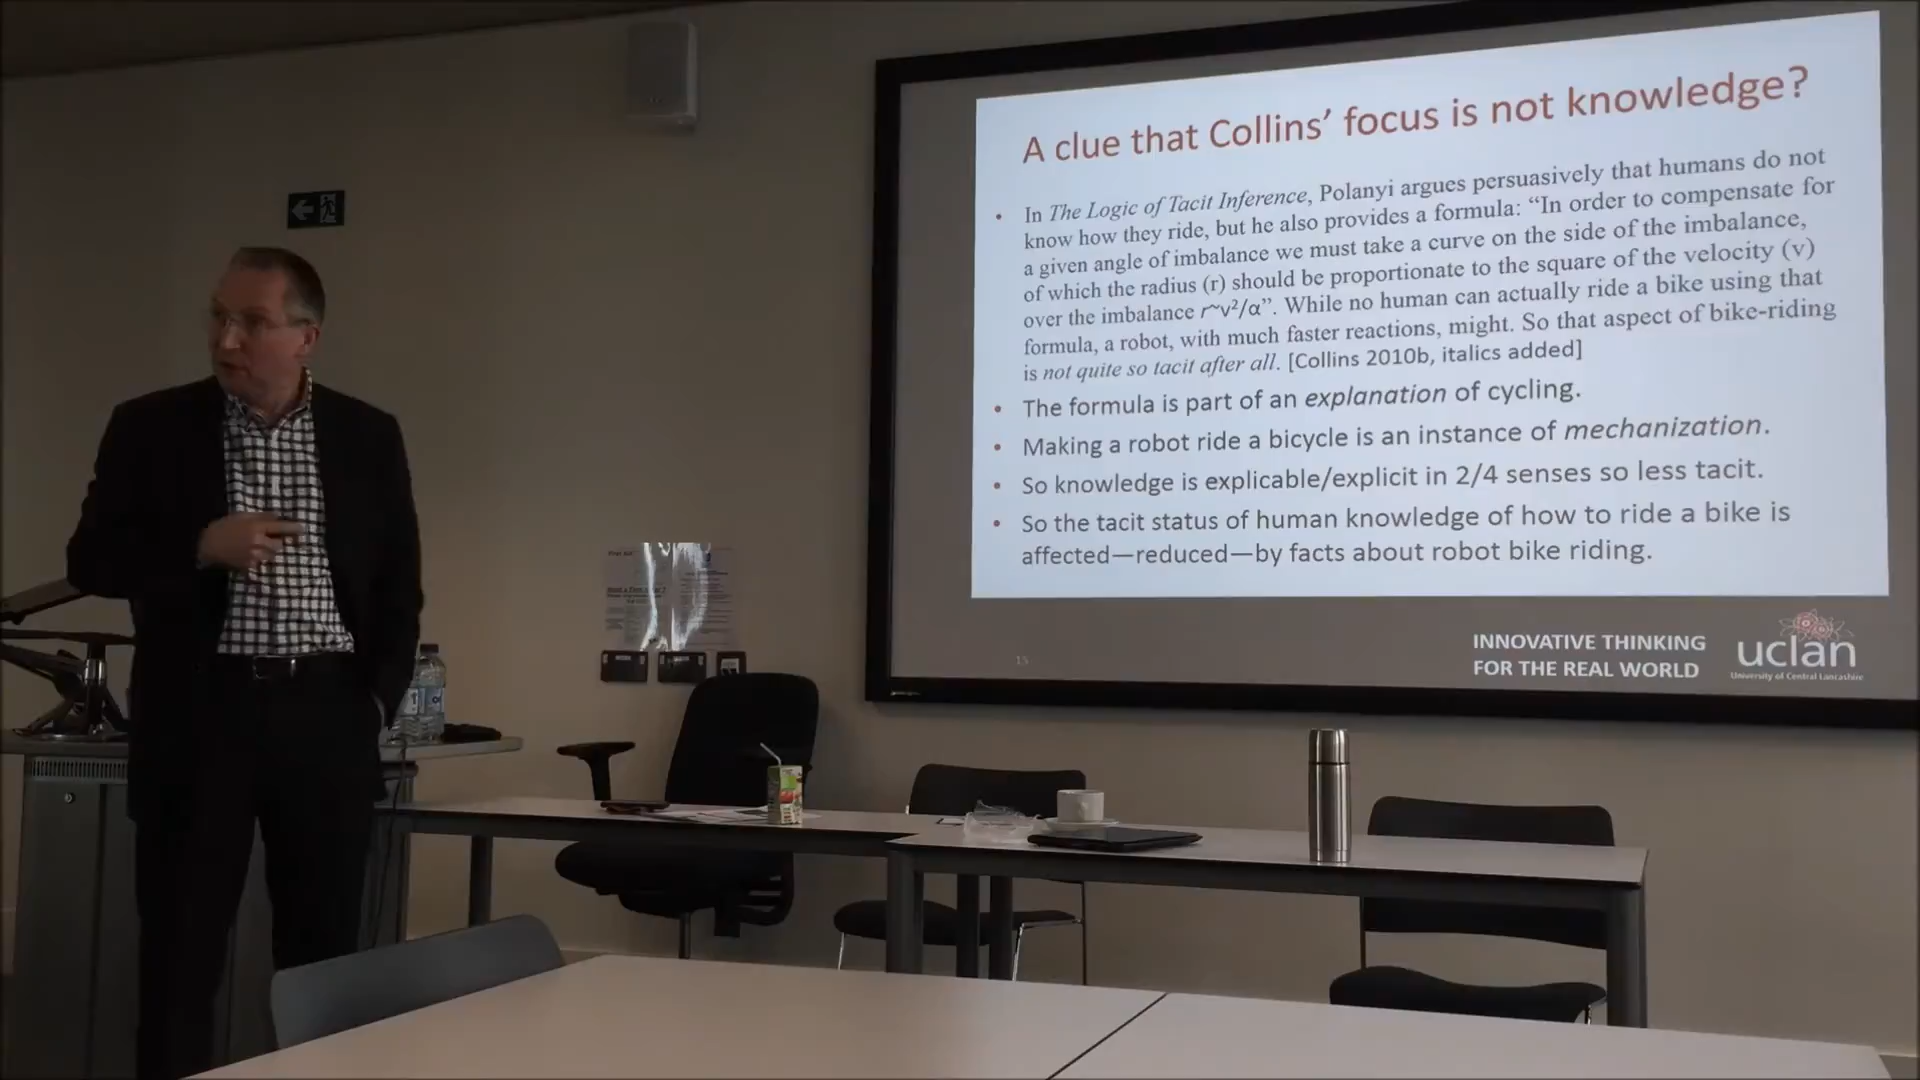 A clue that Collins’ focus is not knowledge?
• In The Logic of Tacit Inference, Polanyi argues persuasively that humans do not
know how they ride, but he also provides a formula: “In order to compensate for
a given angle of imbalance we must take a curve on the side of the imbalance,
of which the radius (r) should be proportionate to the square of the velocity (v)
over the imbalance r~v²/α”. While no human can actually ride a bike using that
formula, a robot, with much faster reactions, might. So that aspect of bike-riding
is not quite so tacit after all. [Collins 2010b, italics added]
• The formula is part of an explanation of cycling.
• Making a robot ride a bicycle is an instance of mechanization.
• So knowledge is explicable/explicit in 2/4 senses so less tacit.
• So the tacit status of human knowledge of how to ride a bike is
affected—reduced—by facts about robot bike riding.
INNOVATIVE THINKING
FOR THE REAL WORLD
uclan
University of Central Lancashire